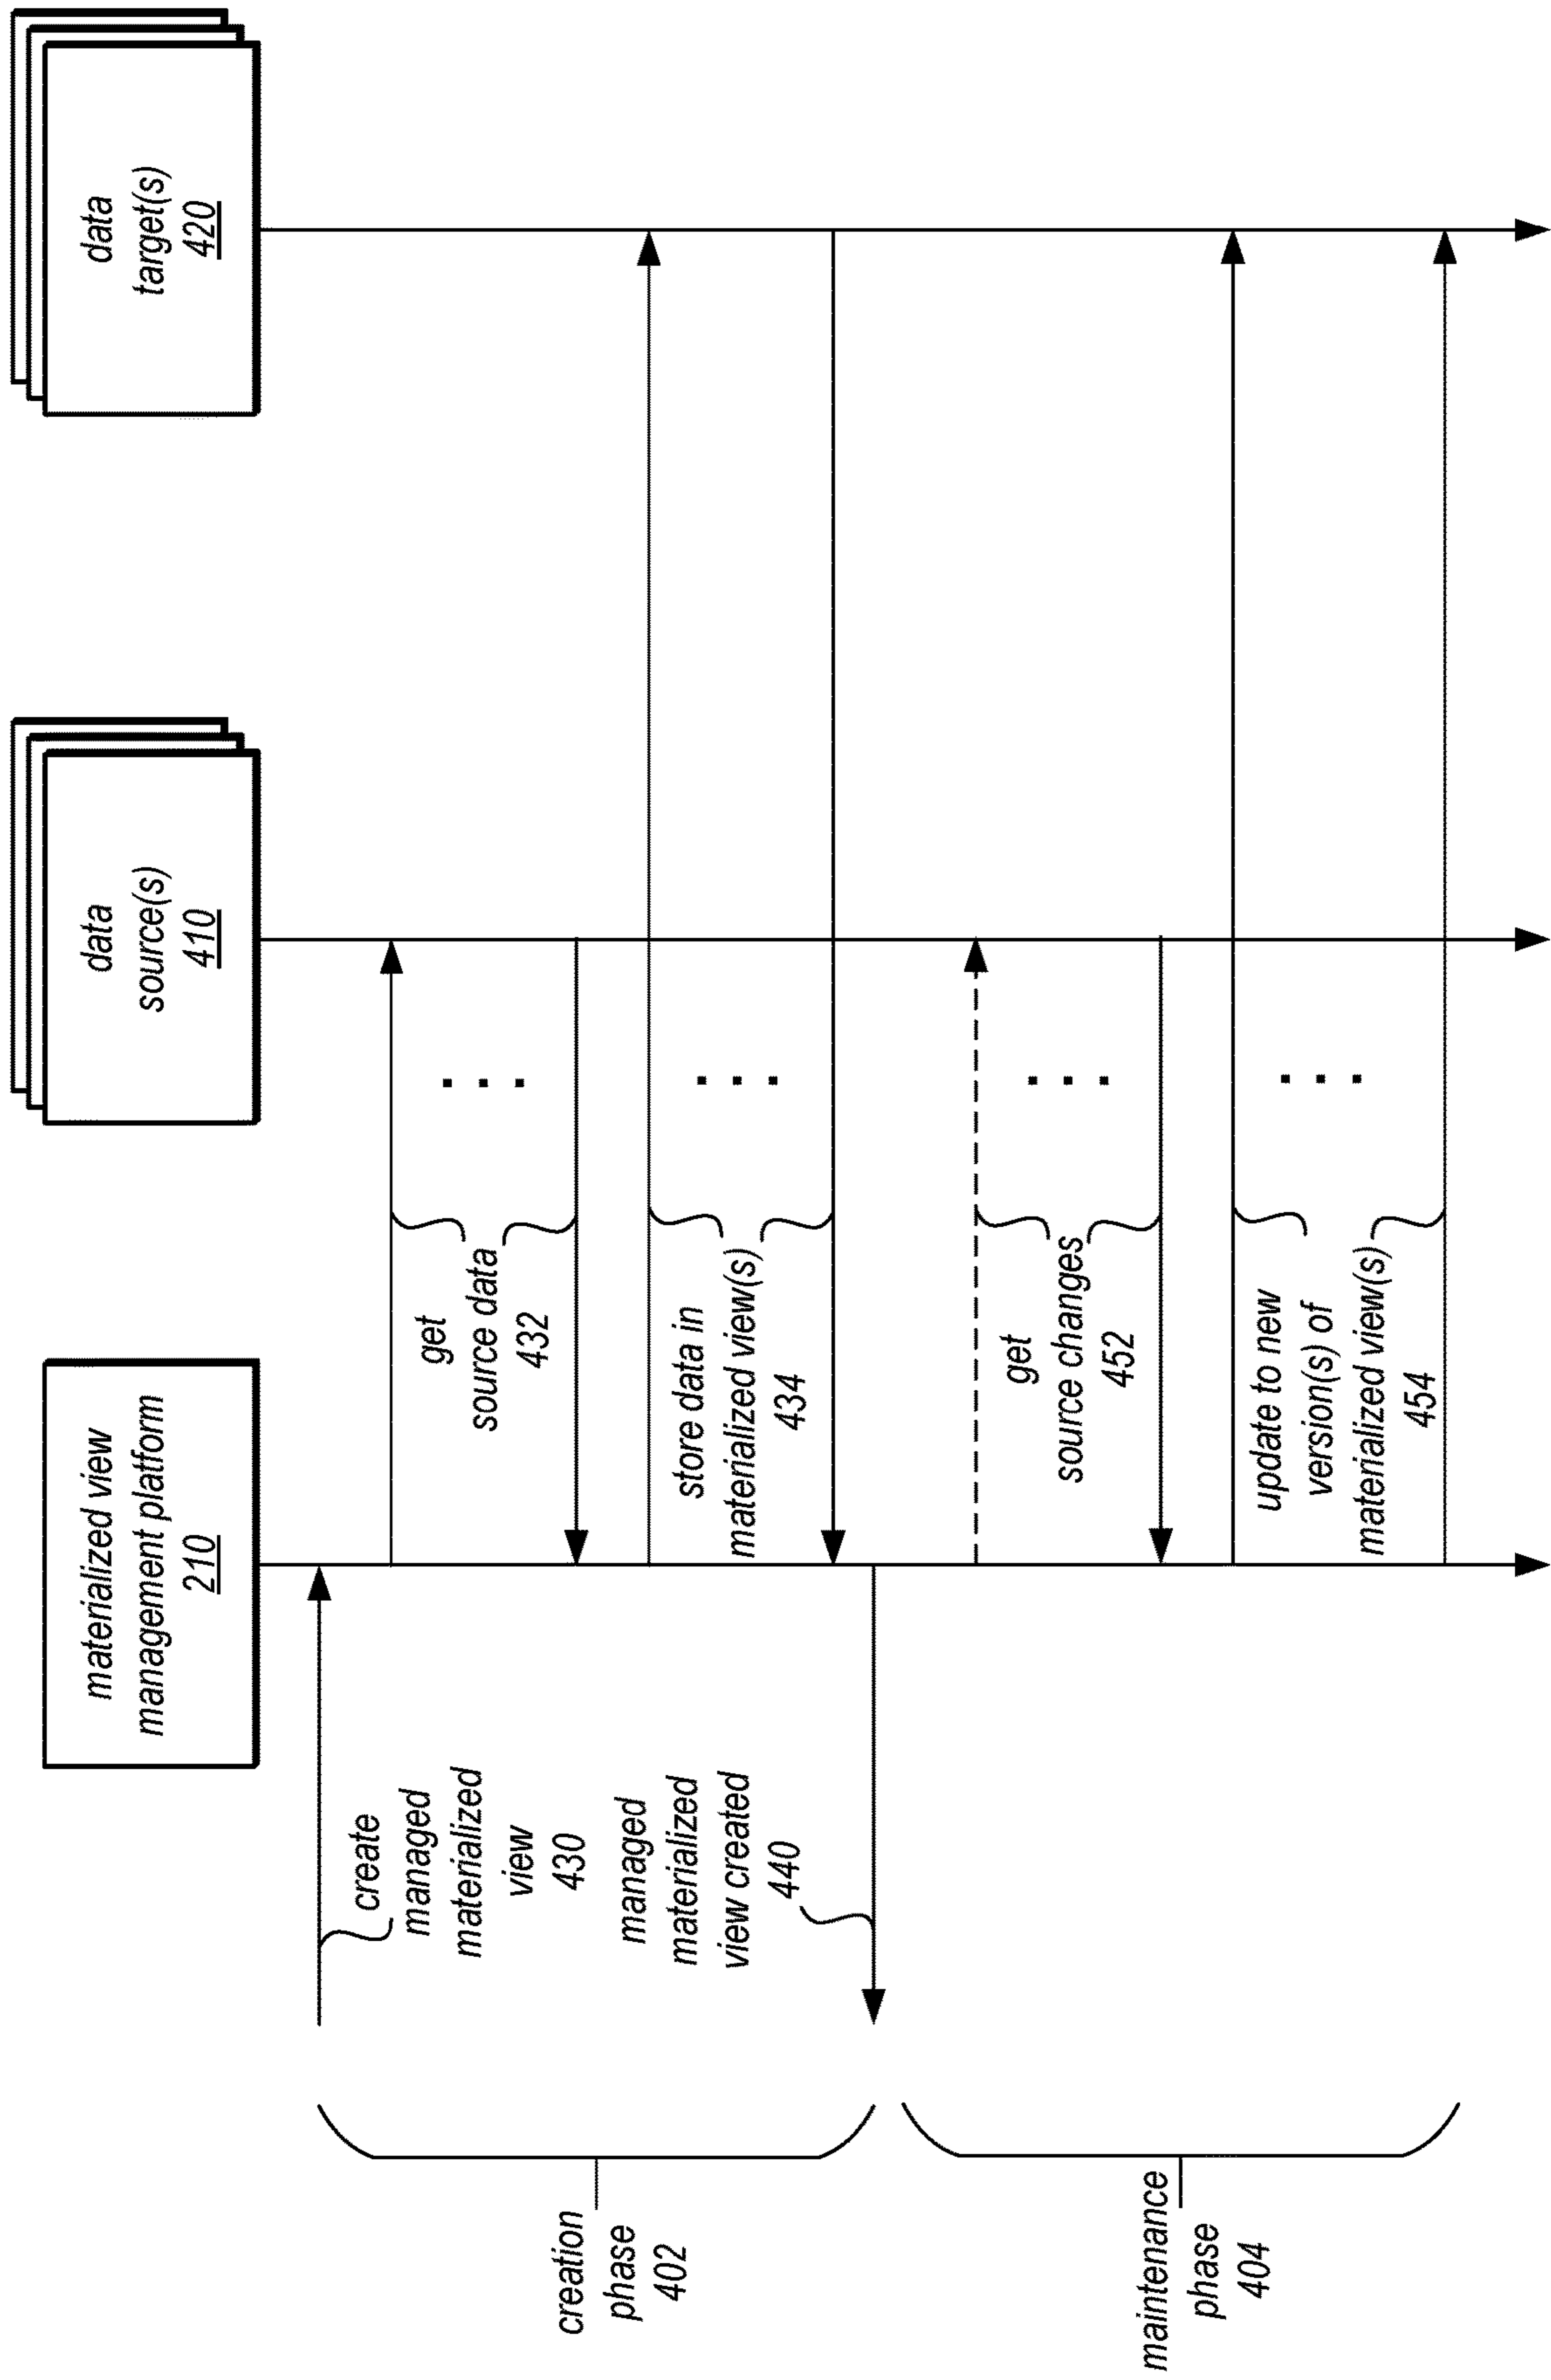 materialized view
management platform
210
data
source(s)
410
data
target(s)
420
creation
phase
402
create
managed
materialized
view
430
get
source data
432
store data in
materialized view(s)
434
managed
materialized
view created
440
maintenance
phase
404
get
source changes
452
update to new
version(s) of
materialized view(s)
454